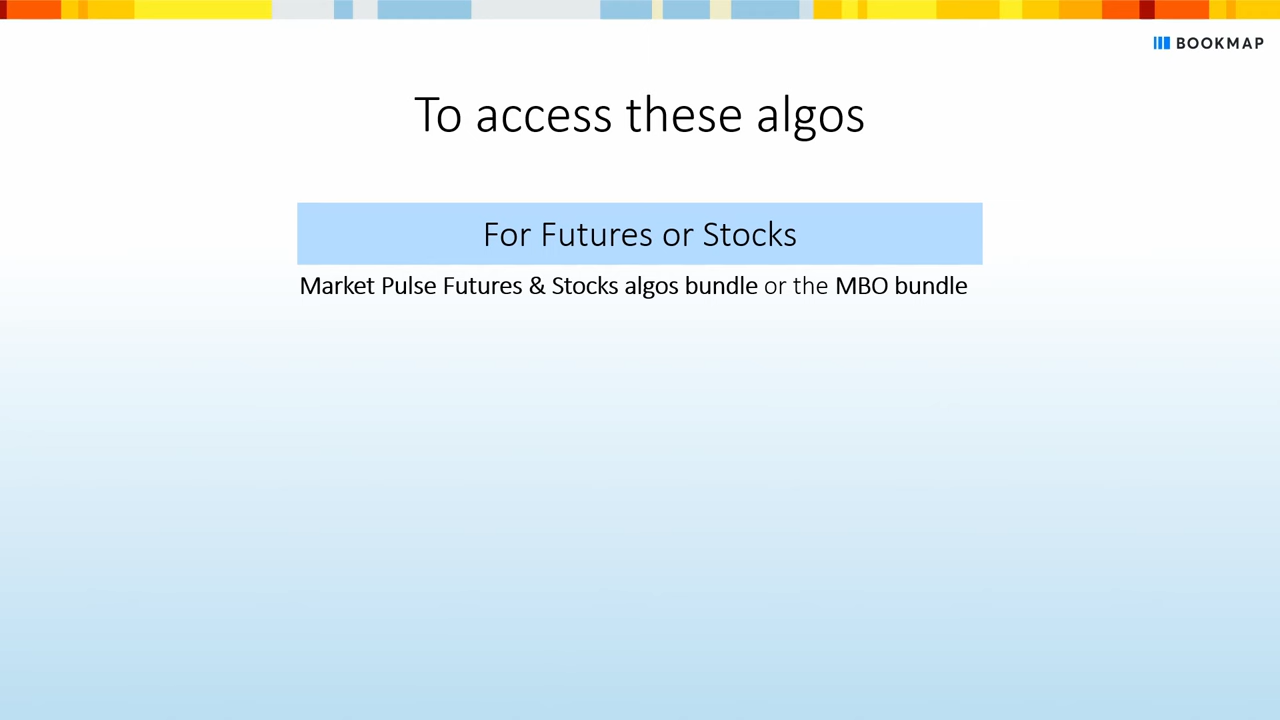 BOOKMAP
To access these algos
For Futures or Stocks
Market Pulse Futures & Stocks algos bundle or the MBO bundle